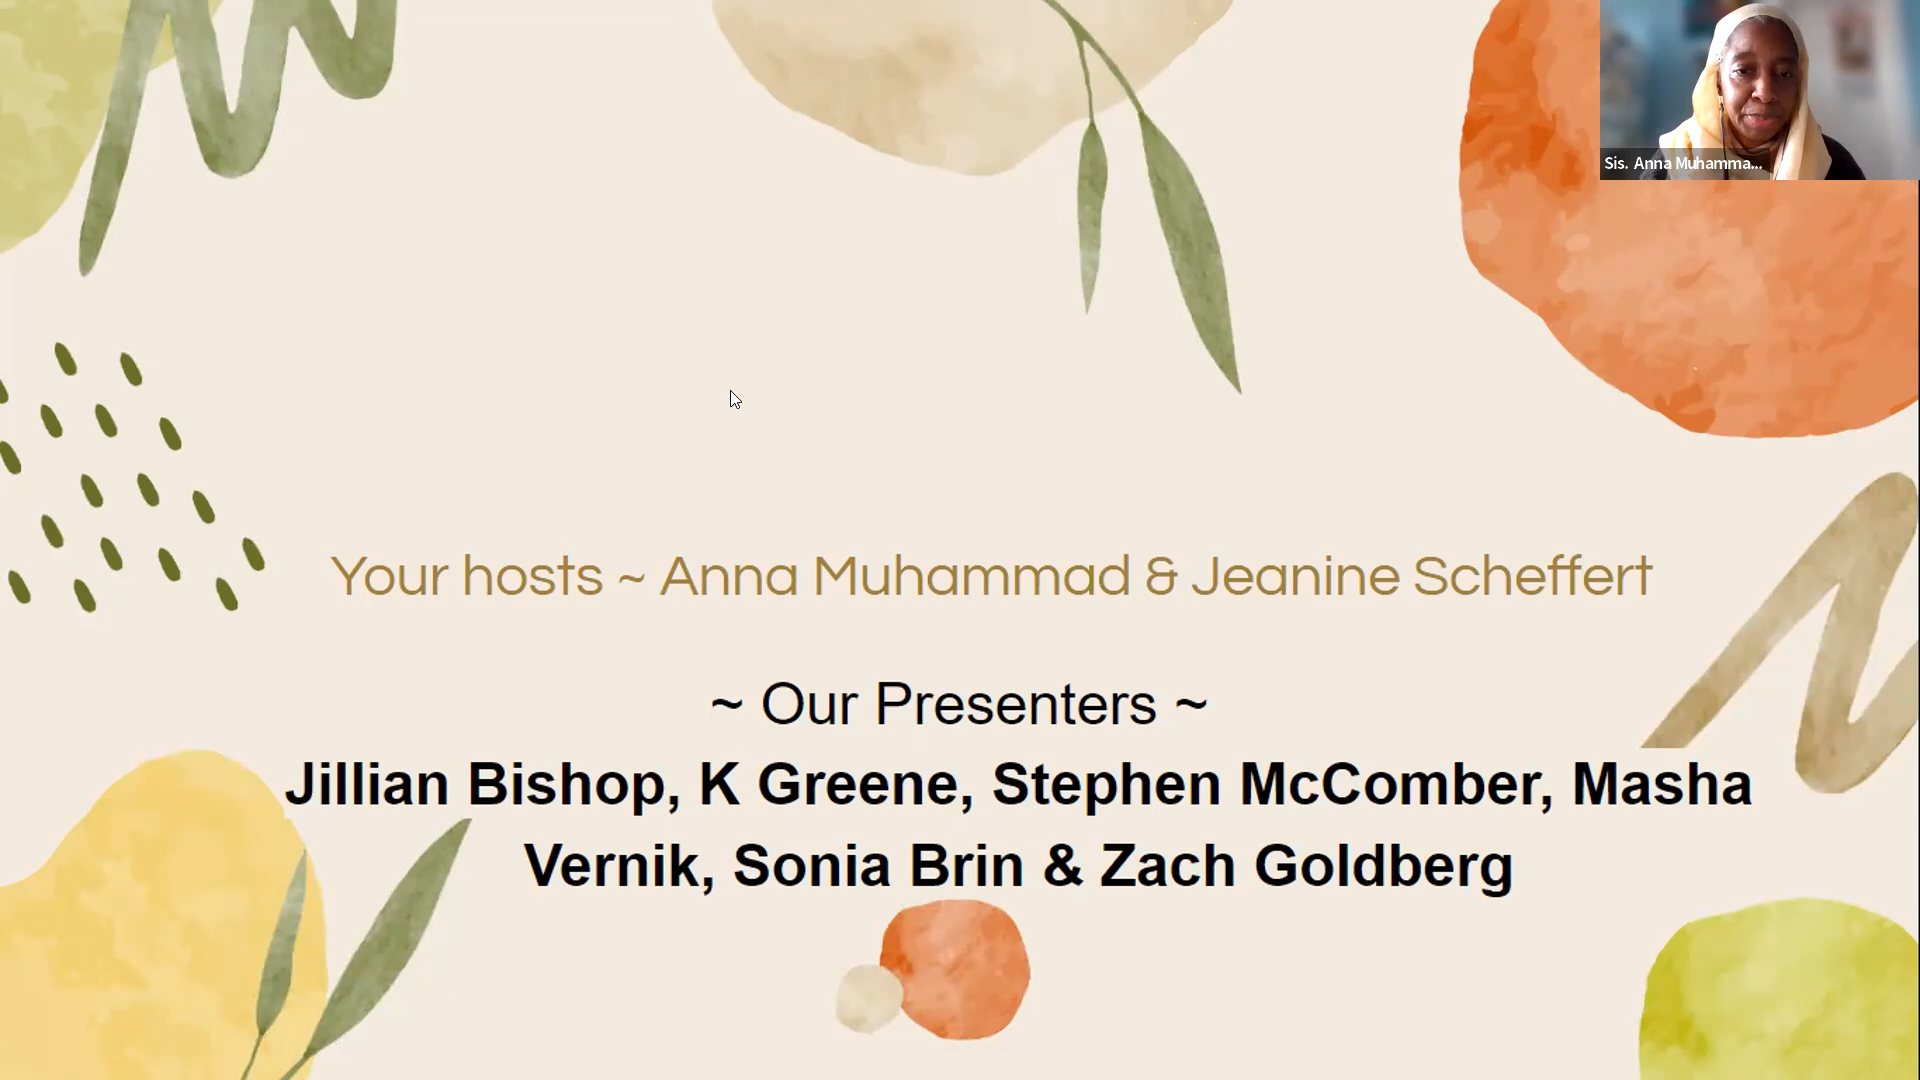 Sis. Anna Muhamma...
Your hosts ~ Anna Muhammad & Jeanine Scheffert
~ Our Presenters ~
Jillian Bishop, K Greene, Stephen McComber, Masha
Vernik, Sonia Brin & Zach Goldberg